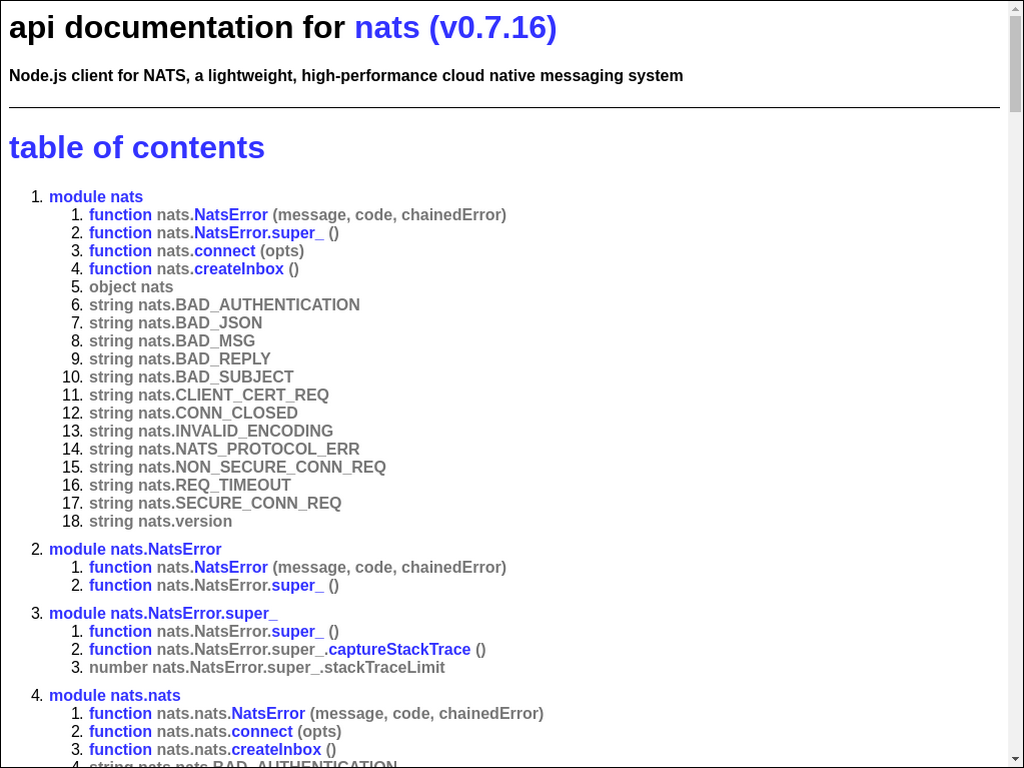 api documentation for nats (v0.7.16)
Node.js client for NATS, a lightweight, high-performance cloud native messaging system
table of contents
1. module nats
1. function nats.NatsError (message, code, chainedError)
2. function nats.NatsError.super_ ()
3. function nats.connect (opts)
4. function nats.createInbox ()
5. object nats
6. string nats.BAD_AUTHENTICATION
7. string nats.BAD_JSON
8. string nats.BAD_MSG
9. string nats.BAD_REPLY
10. string nats.BAD_SUBJECT
11. string nats.CLIENT_CERT_REQ
12. string nats.CONN_CLOSED
13. string nats.INVALID_ENCODING
14. string nats.NATS_PROTOCOL_ERR
15. string nats.NON_SECURE_CONN_REQ
16. string nats.REQ_TIMEOUT
17. string nats.SECURE_CONN_REQ
18. string nats.version
2. module nats.NatsError
1. function nats.NatsError (message, code, chainedError)
2. function nats.NatsError.super_ ()
3. module nats.NatsError.super_
1. function nats.NatsError.super_ ()
2. function nats.NatsError.super_.captureStackTrace ()
3. number nats.NatsError.super_.stackTraceLimit
4. module nats.nats
1. function nats.nats.NatsError (message, code, chainedError)
2. function nats.nats.connect (opts)
3. function nats.nats.createInbox ()
4. string nats.nats.BAD_AUTHENTICATION